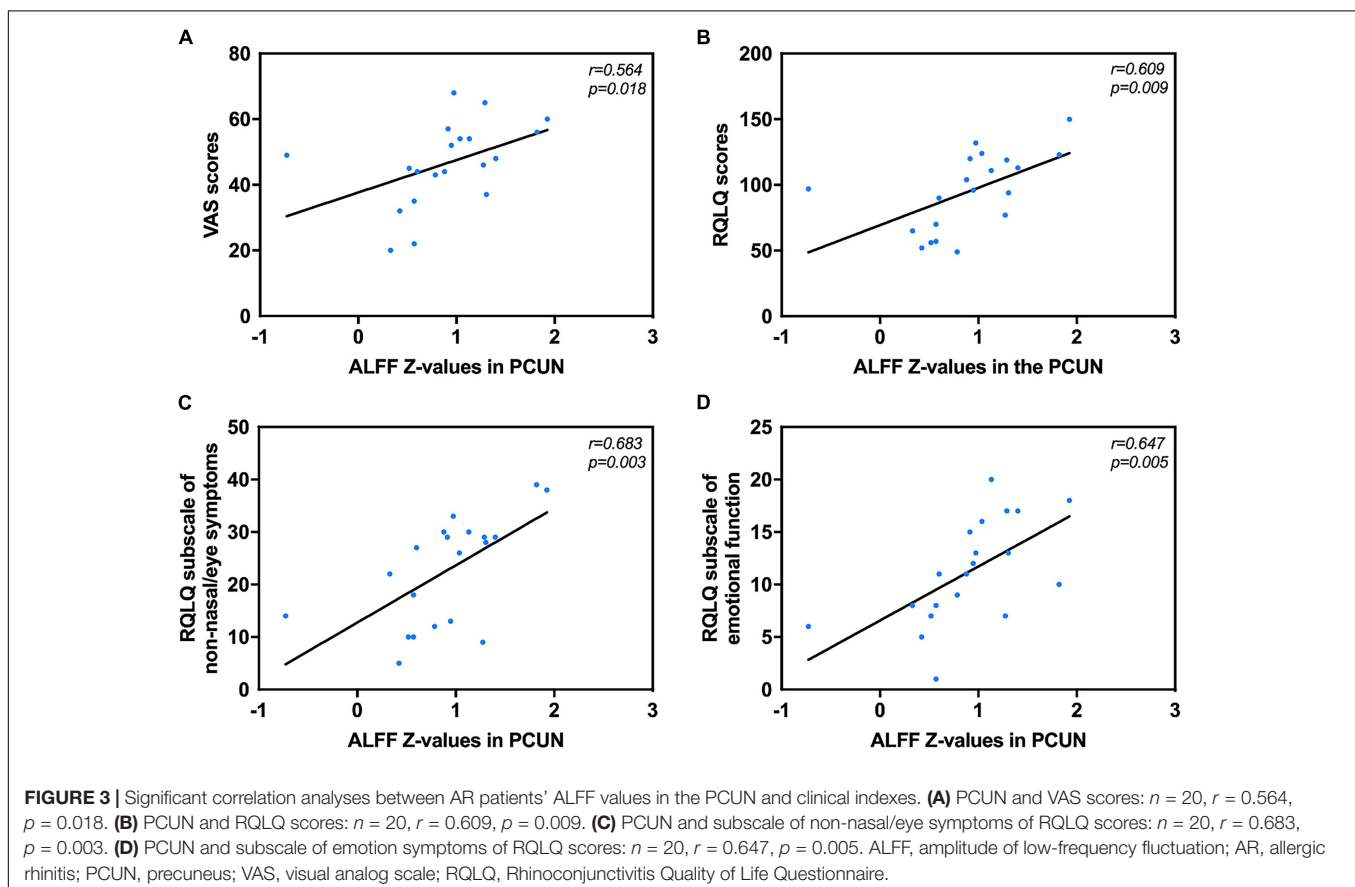 A
80
60
40
20
0
-1 0 1 2 3
VAS scores
ALFF Z-values in PCUN
r=0.564
p=0.018
B
200
150
100
50
0
-1 0 1 2 3
RQLQ scores
ALFF Z-values in the PCUN
r=0.609
p=0.009
C
50
40
30
20
10
0
-1 0 1 2 3
RQLQ subscale of
non-nasal/eye symptoms
ALFF Z-values in PCUN
r=0.683
p=0.003
D
25
20
15
10
5
0
-1 0 1 2 3
RQLQ subscale of
emotional function
ALFF Z-values in PCUN
r=0.647
p=0.005
FIGURE 3 | Significant correlation analyses between AR patients’ ALFF values in the PCUN and clinical indexes. (A) PCUN and VAS scores: n = 20, r = 0.564,
p = 0.018. (B) PCUN and RQLQ scores: n = 20, r = 0.609, p = 0.009. (C) PCUN and subscale of non-nasal/eye symptoms of RQLQ scores: n = 20, r = 0.683,
p = 0.003. (D) PCUN and subscale of emotion symptoms of RQLQ scores: n = 20, r = 0.647, p = 0.005. ALFF, amplitude of low-frequency fluctuation; AR, allergic
rhinitis; PCUN, precuneus; VAS, visual analog scale; RQLQ, Rhinoconjunctivitis Quality of Life Questionnaire.